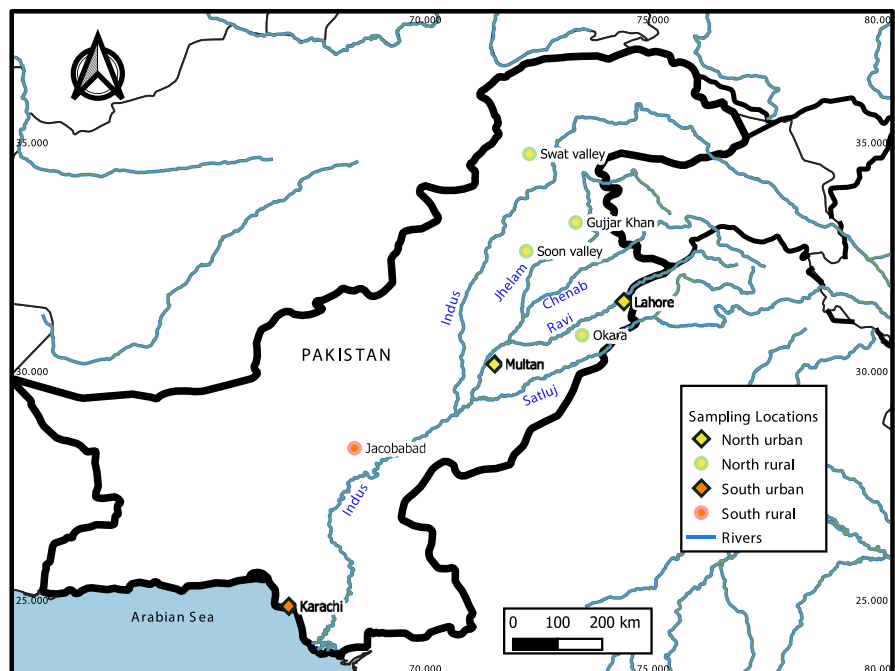 70.000
75.000
80.000
35.000
35.000
Swat valley
Gujjar Khan
Soon valley
Jhelam
Indus
Chenab
Lahore
Ravi
Okara
PAKISTAN
Multan
30.000
30.000
Satluj
Sampling Locations
North urban
North rural
South urban
South rural
Rivers
Jacobabad
Indus
25.000
25.000
Karachi
Arabian Sea
0 100 200 km
70.000
75.000
80.000